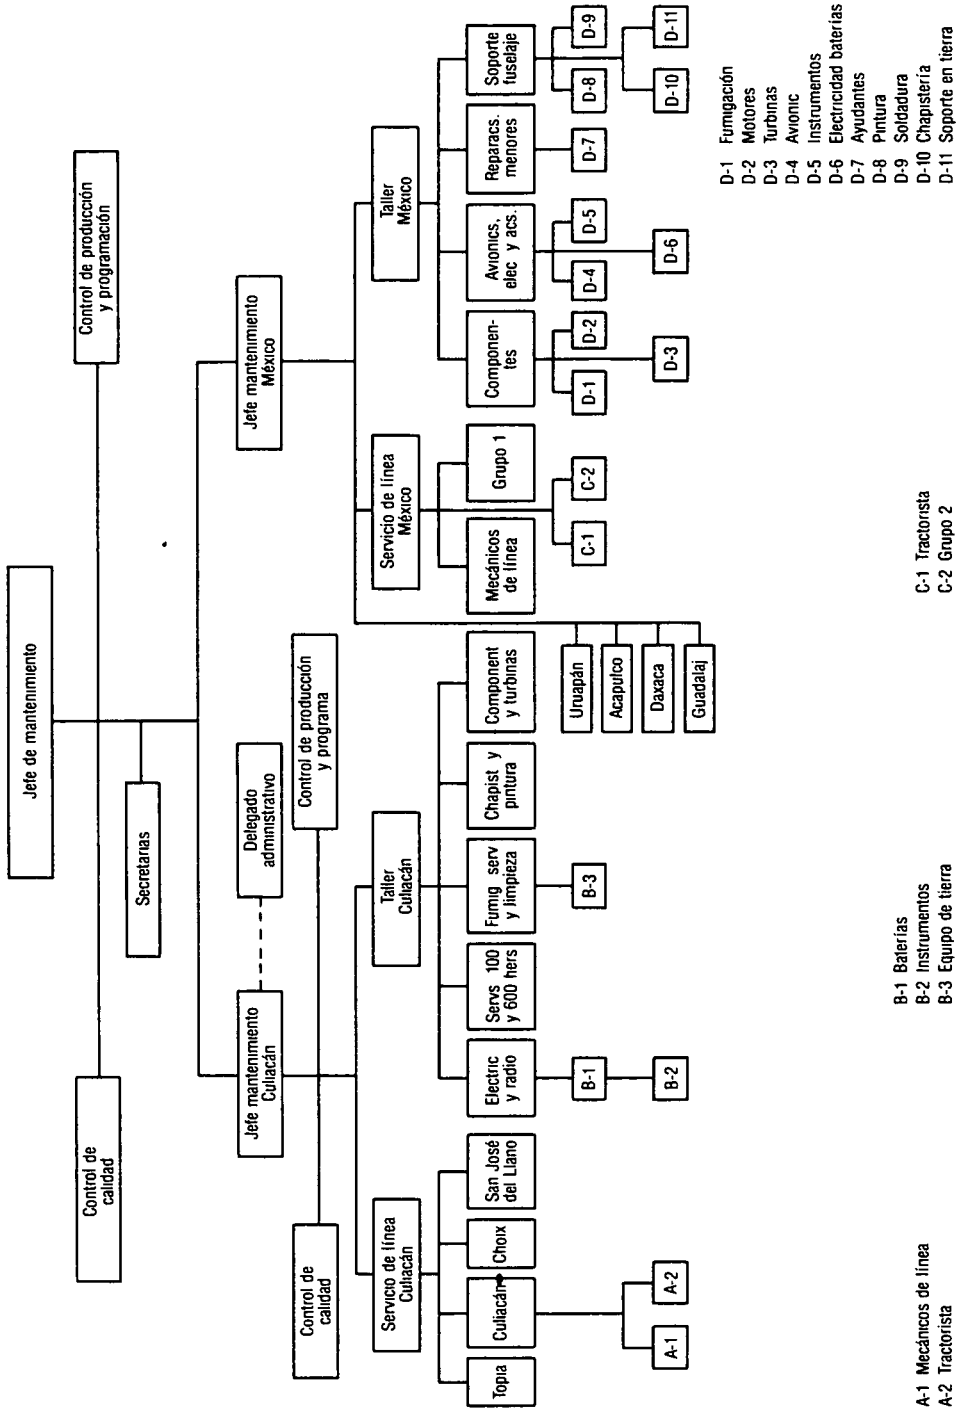 Jefe de mantenimiento
Control de
calidad
Control de producción
y programación
Secretarias
Jefe mantenimiento
Culiacán
Delegado
administrativo
Jefe mantenimiento
México
Control de
calidad
Control de producción
y programa
Servicio de línea
Culiacán
Taller
Culiacán
Servicio de línea
México
Taller
México
Topia
Culiacán
Choix
San José
del Llano
Electric
y radio
Servs 100
y 600 hers
Fumig serv
y limpieza
Chapist y
pintura
Component
y turbinas
Mecánicos
de línea
Grupo 1
Componen-
tes
Avionics,
elec y acs.
Reparacs.
menores
Soporte
fuselaje
B-1
B-3
Uruapán
Acapulco
Daxaca
Guadalaj
C-1
C-2
D-1
D-2
D-4
D-5
D-7
D-8
D-9
A-1
A-2
B-2
D-3
D-6
D-10
D-11
A-1 Mecánicos de línea
A-2 Tractorista
B-1 Baterías
B-2 Instrumentos
B-3 Equipo de tierra
C-1 Tractorista
C-2 Grupo 2
D-1 Fumigación
D-2 Motores
D-3 Turbinas
D-4 Avionic
D-5 Instrumentos
D-6 Electricidad baterías
D-7 Ayudantes
D-8 Pintura
D-9 Soldadura
D-10 Chapistería
D-11 Soporte en tierra